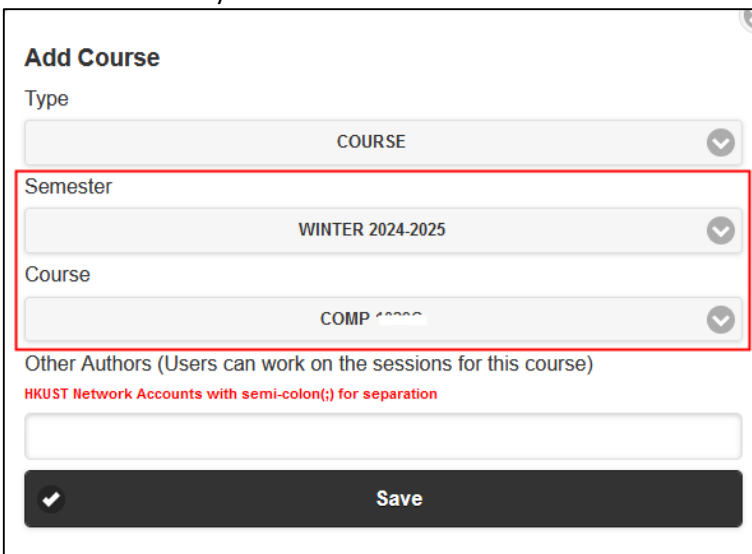 Add Course
Type
COURSE
Semester
WINTER 2024-2025
Course
COMP
Other Authors (Users can work on the sessions for this course)
HKUST Network Accounts with semi-colon(;) for separation
Save